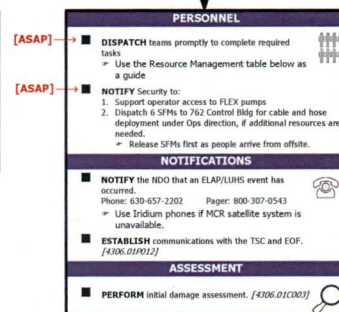 PERSONNEL
[ASAP]
DISPATCH teams promptly to complete required
tasks
☞ Use the Resource Management table below as
a guide
[ASAP]
NOTIFY Security to:
1. Support operator access to FLEX pumps
2. Dispatch 6 SFMs to 762 Control Bldg for cable and hose
deployment under Ops direction, if additional resources are
needed.
☞ Release SFMs first as people arrive from offsite.
NOTIFICATIONS
NOTIFY the NDO that an ELAP/LUHS event has
occurred.
Phone: 630-657-2202 Pager: 800-307-0543
☞ Use Iridium phones if MCR satellite system is
unavailable.
ESTABLISH communications with the TSC and EOF.
[4306.01P012]
ASSESSMENT
PERFORM initial damage assessment. [4306.01C003]